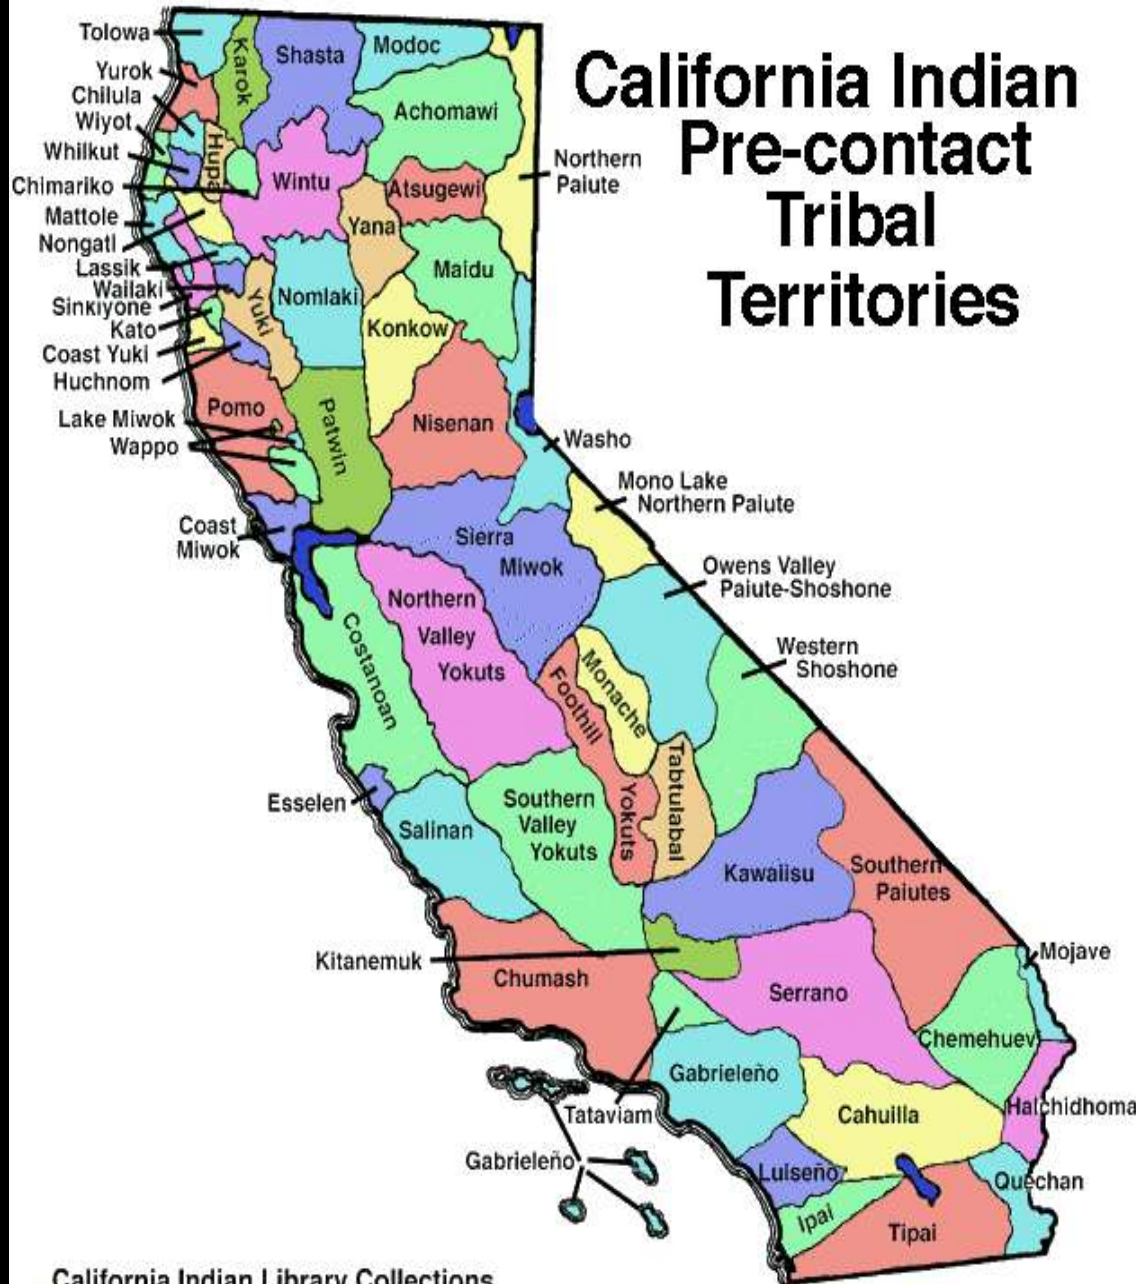 California Indian
Pre-contact
Tribal
Territories
Tolowa
Yurok
Chilula
Wiyot
Whilkut
Chimariko
Mattole
Nongatl
Lassik
Wailaki
Sinkiyone
Kato
Coast Yuki
Huchnom
Lake Miwok
Wappo
Coast
Miwok
Karok
Shasta
Modoc
Achomawi
Hupa
Wintu
Atsugewi
Yana
Northern
Paiute
Maidu
Nomlaki
Yuki
Konkow
Pomo
Patwin
Nisenan
Washo
Mono Lake
Northern Paiute
Sierra
Miwok
Owens Valley
Paiute-Shoshone
Northern
Valley
Yokuts
Costanoan
Monache
Foothill
Yokuts
Western
Shoshone
Tabtulabal
Esselen
Salinan
Southern
Valley
Yokuts
Kawaiisu
Southern
Paiutes
Kitanemuk
Chumash
Serrano
Mojave
Chemehuevi
Gabrieleño
Tataviam
Cahuilla
Halchidhoma
Gabrieleño
Luiseño
Quechan
Ipai
Tipai
California Indian Library Collections